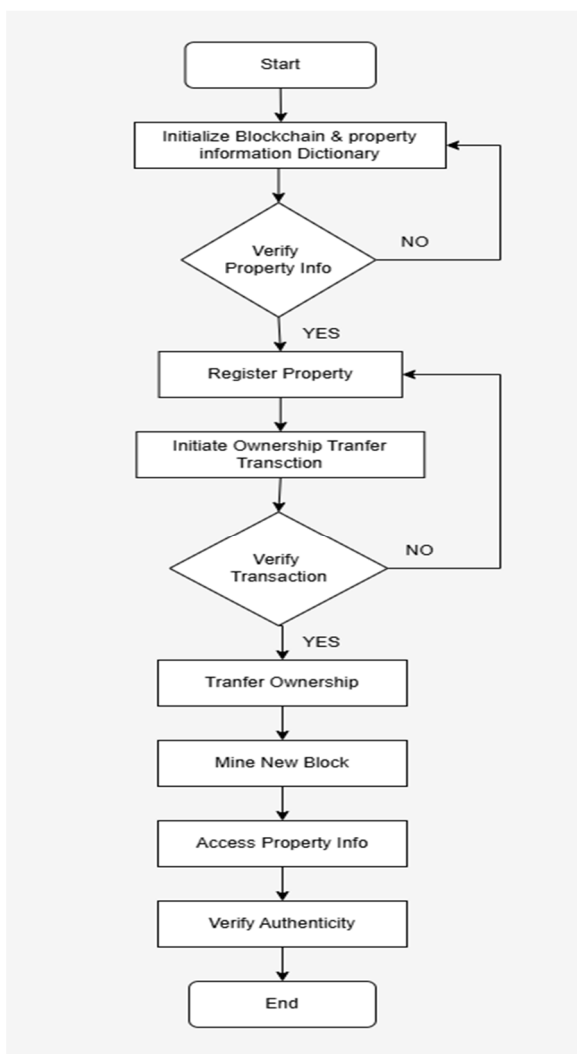 Start
Initialize Blockchain & property
information Dictionary
Verify
Property Info
NO
YES
Register Property
Initiate Ownership Tranfer
Transction
Verify
Transaction
NO
YES
Tranfer Ownership
Mine New Block
Access Property Info
Verify Authenticity
End